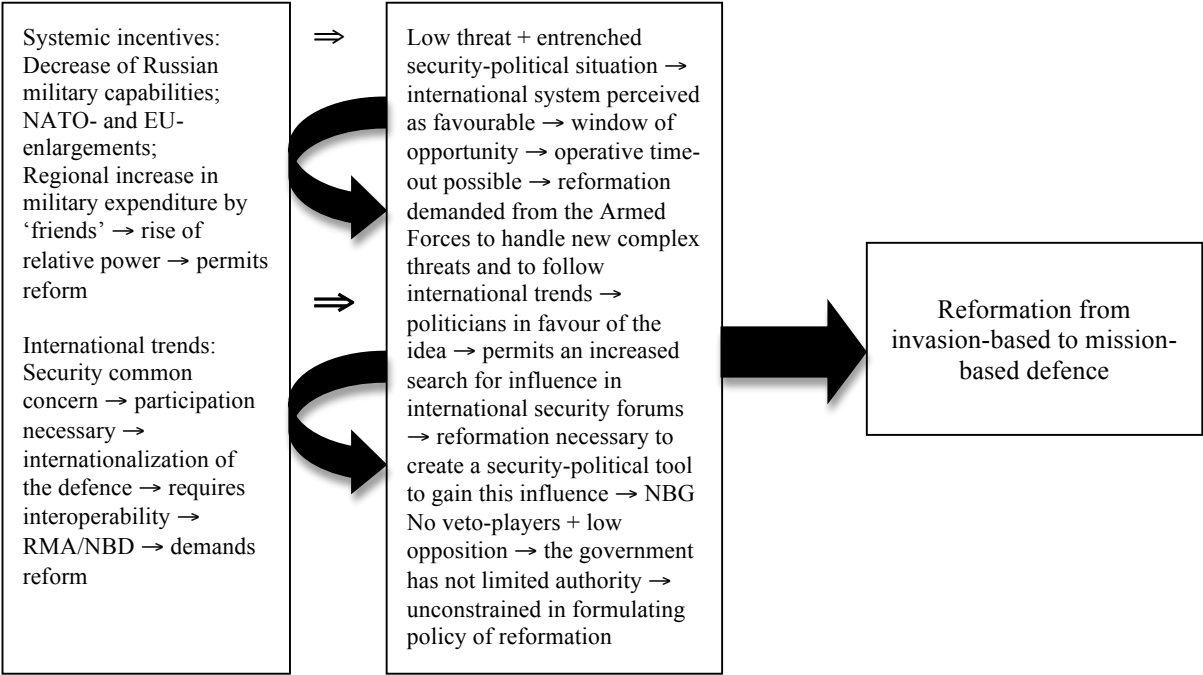 Systemic incentives:
Decrease of Russian
military capabilities;
NATO- and EU-
enlargements;
Regional increase in
military expenditure by
‘friends’ → rise of
relative power → permits
reform
International trends:
Security common
concern → participation
necessary →
internationalization of
the defence → requires
interoperability →
RMA/NBD → demands
reform
⇒
⇒
Low threat + entrenched
security-political situation →
international system perceived
as favourable → window of
opportunity → operative time-
out possible → reformation
demanded from the Armed
Forces to handle new complex
threats and to follow
international trends →
politicians in favour of the
idea → permits an increased
search for influence in
international security forums
→ reformation necessary to
create a security-political tool
to gain this influence → NBG
No veto-players + low
opposition → the government
has not limited authority →
unconstrained in formulating
policy of reformation
Reformation from
invasion-based to mission-
based defence